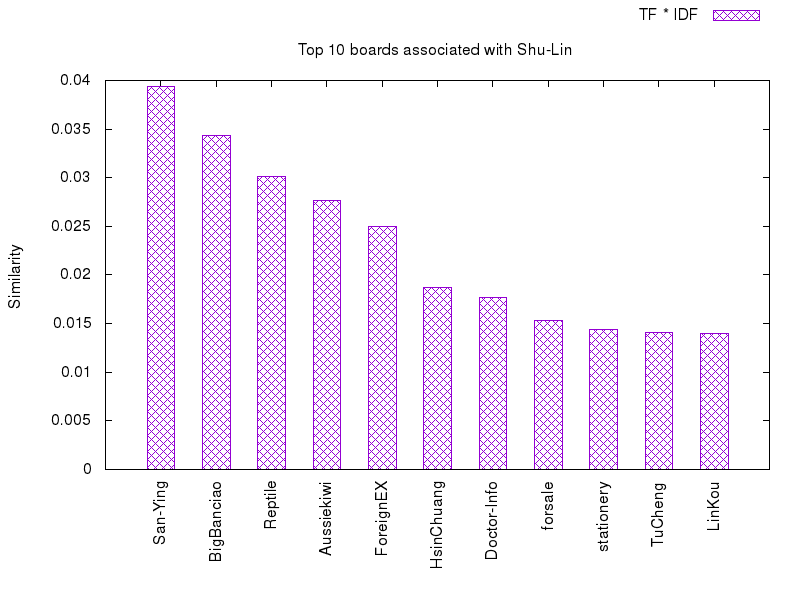 TF * IDF
Top 10 boards associated with Shu-Lin
0.04
0.035
0.03
0.025
0.02
0.015
0.01
0.005
0
Similarity
San-Ying
BigBanciao
Reptile
Aussiekiwi
ForeignEX
HsinChuang
Doctor-Info
forsale
stationery
TuCheng
LinKou